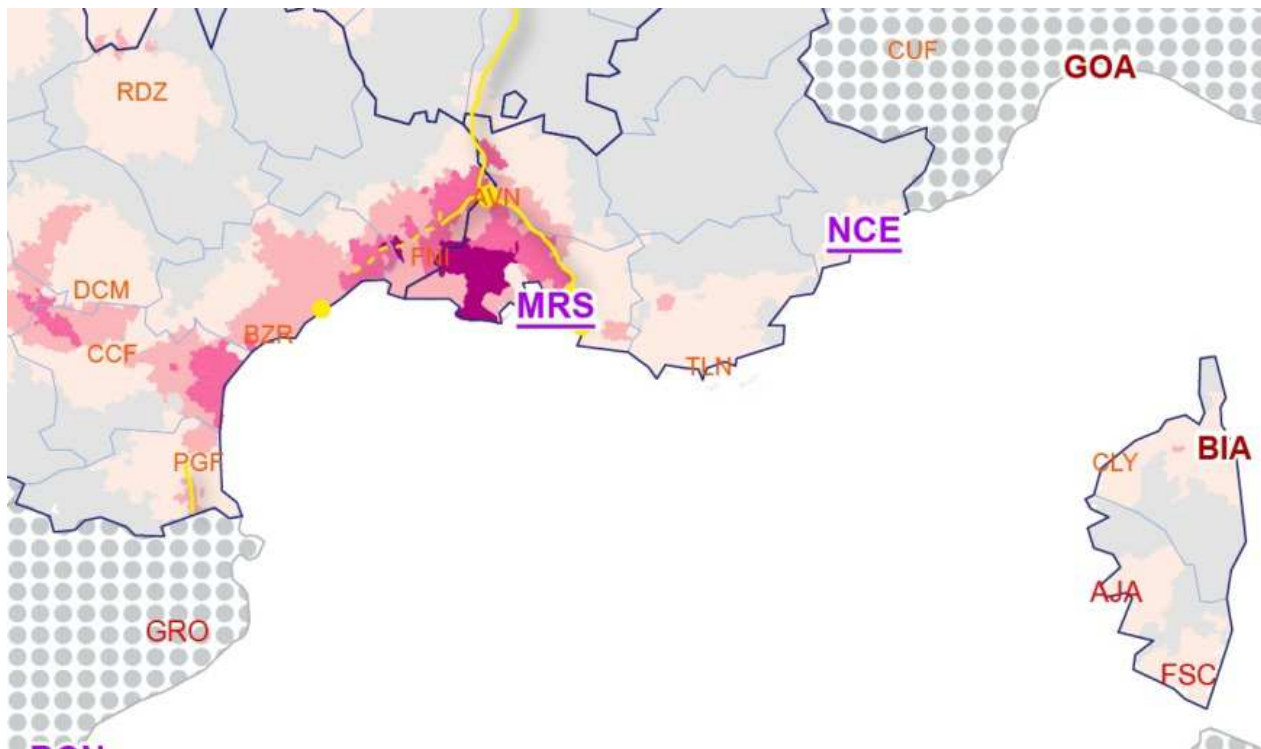 CUF
GOA
RDZ
AVN
NCE
FNI
DCM
MRS
BZR
CCF
TLN
BIA
PGF
CLY
AJA
GRO
FSC